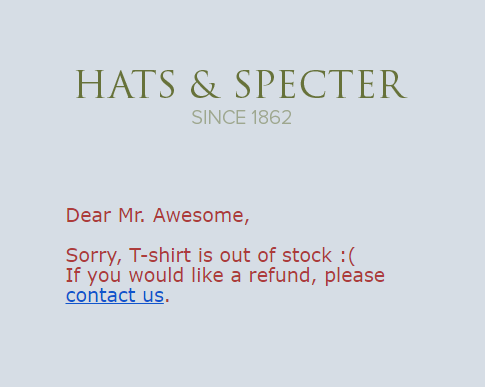 HATS & SPECTER
SINCE 1862
Dear Mr. Awesome,
Sorry, T-shirt is out of stock :(
If you would like a refund, please
contact us.